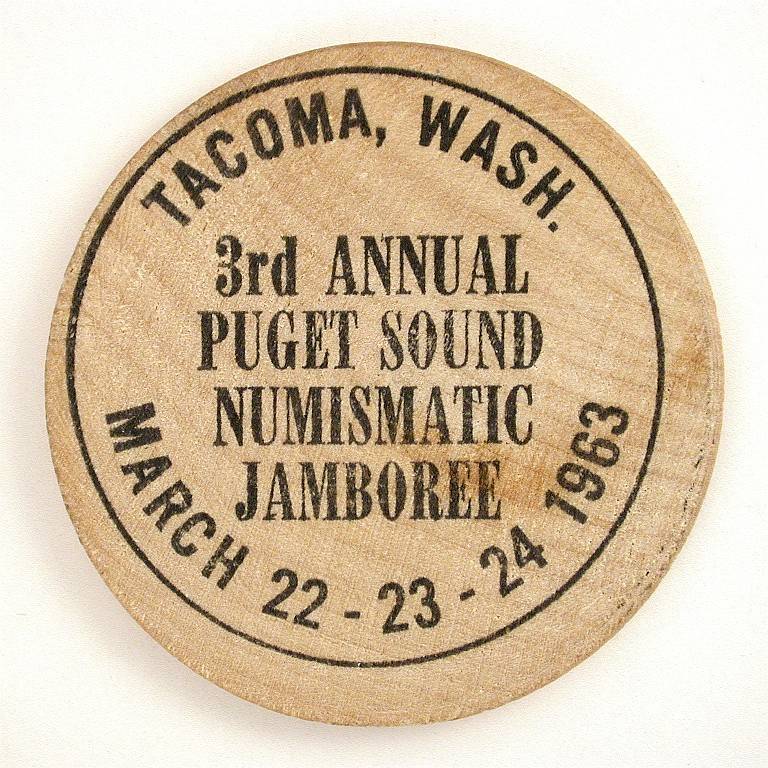 TACOMA, WASH.
3rd ANNUAL
PUGET SOUND
NUMISMATIC
JAMBOREE
MARCH 22 - 23 - 24 1963